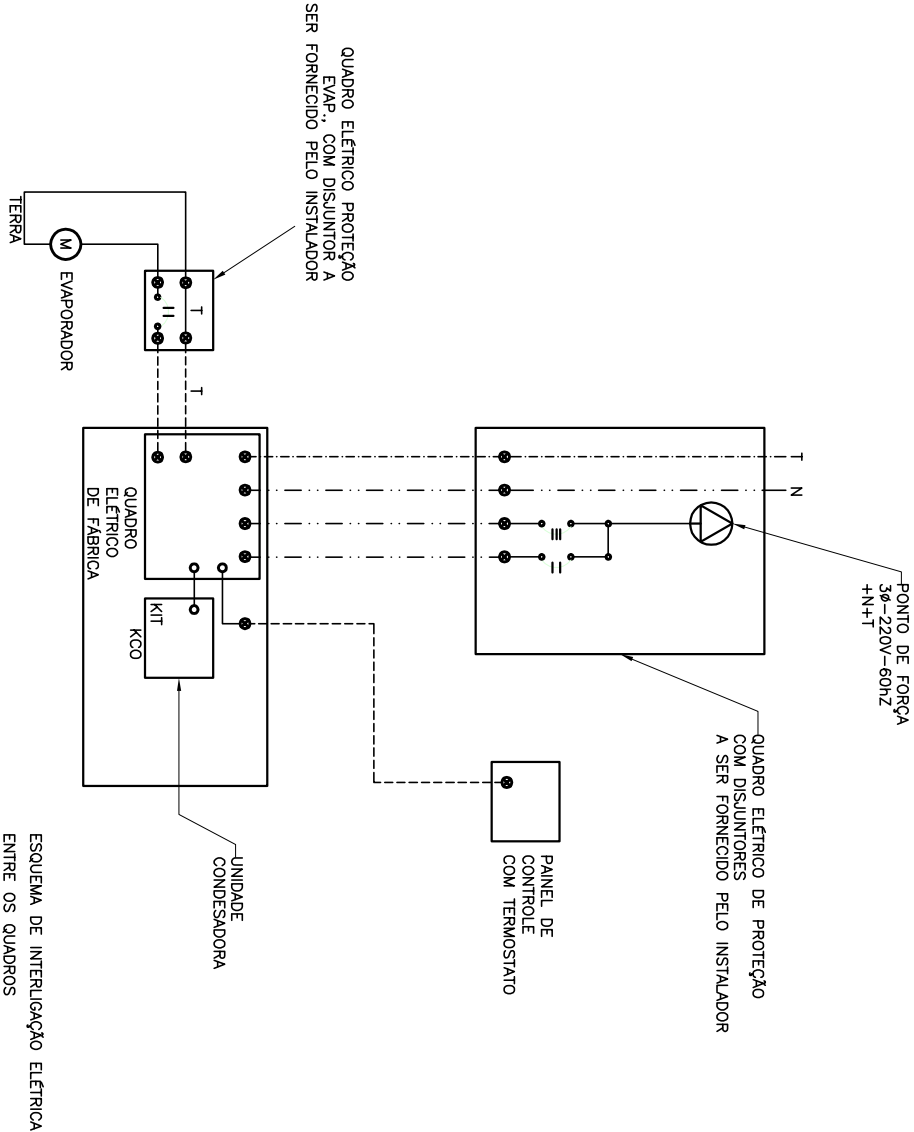 PONTO DE FORÇA
3Ø-220V-60hZ
+N+T
QUADRO ELÉTRICO DE PROTEÇÃO
COM DISJUNTORES
A SER FORNECIDO PELO INSTALADOR
T
N
III
II
PAINEL DE
CONTROLE
COM TERMOSTATO
QUADRO ELÉTRICO PROTEÇÃO
EVAP., COM DISJUNTOR A
SER FORNECIDO PELO INSTALADOR
T
II
T
TERRA
M
EVAPORADOR
QUADRO
ELÉTRICO
DE FÁBRICA
KIT
KCO
UNIDADE
CONDESADORA
ESQUEMA DE INTERLIGAÇÃO ELÉTRICA
ENTRE OS QUADROS